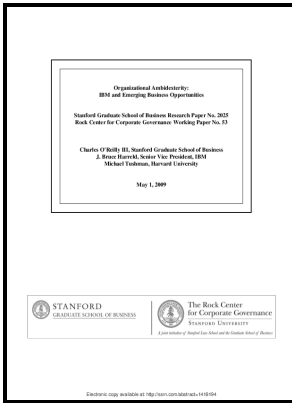 Organizational Ambidexterity:
IBM and Emerging Business Opportunities
Stanford Graduate School of Business Research Paper No. 2025
Rock Center for Corporate Governance Working Paper No. 53
Charles O'Reilly III, Stanford Graduate School of Business
J. Bruce Harreld, Senior Vice President, IBM
Michael Tushman, Harvard University
May 1, 2009
STANFORD
GRADUATE SCHOOL OF BUSINESS
The Rock Center
for Corporate Governance
STANFORD UNIVERSITY
A joint initiative of Stanford Law School and the Graduate School of Business
Electronic copy available at: http://ssrn.com/abstract=1418194